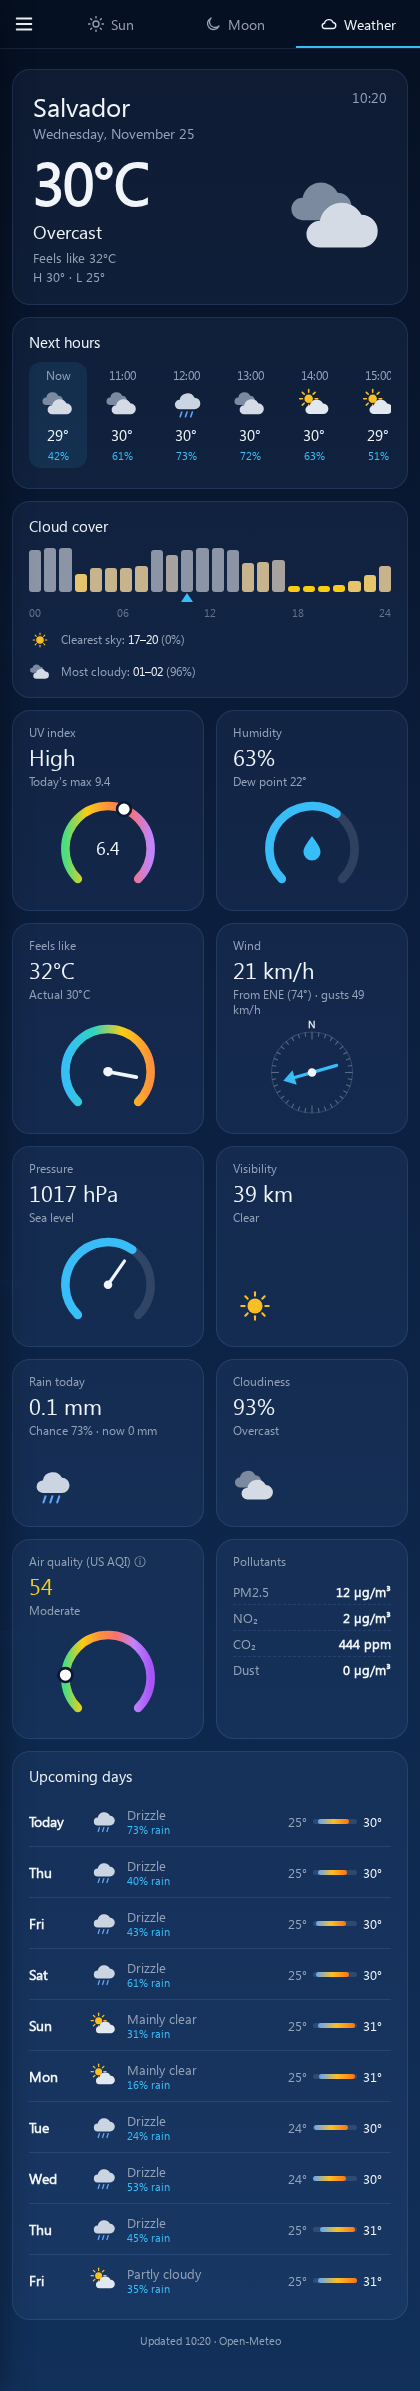 Sun Moon Weather
Salvador 10:20
Wednesday, November 25
30°C
Overcast
Feels like 32°C
H 30° · L 25°
Next hours
Now 11:00 12:00 13:00 14:00 15:00
29° 30° 30° 30° 30° 29°
42% 61% 73% 72% 63% 51%
Cloud cover
00 06 12 18 24
Clearest sky: 17–20 (0%)
Most cloudy: 01–02 (96%)
UV index
High
Today's max 9.4
6.4
Humidity
63%
Dew point 22°
Feels like
32°C
Actual 30°C
Wind
21 km/h
From ENE (74°) · gusts 49
km/h
N
Pressure
1017 hPa
Sea level
Visibility
39 km
Clear
Rain today
0.1 mm
Chance 73% · now 0 mm
Cloudiness
93%
Overcast
Air quality (US AQI) ⓘ
54
Moderate
Pollutants
PM2.5 12 µg/m³
NO₂ 2 µg/m³
CO₂ 444 ppm
Dust 0 µg/m³
Upcoming days
Today Drizzle 25° 30°
73% rain
Thu Drizzle 25° 30°
40% rain
Fri Drizzle 25° 30°
43% rain
Sat Drizzle 25° 30°
61% rain
Sun Mainly clear 25° 31°
31% rain
Mon Mainly clear 25° 31°
16% rain
Tue Drizzle 24° 30°
24% rain
Wed Drizzle 24° 30°
53% rain
Thu Drizzle 25° 31°
45% rain
Fri Partly cloudy 25° 31°
35% rain
Updated 10:20 · Open-Meteo